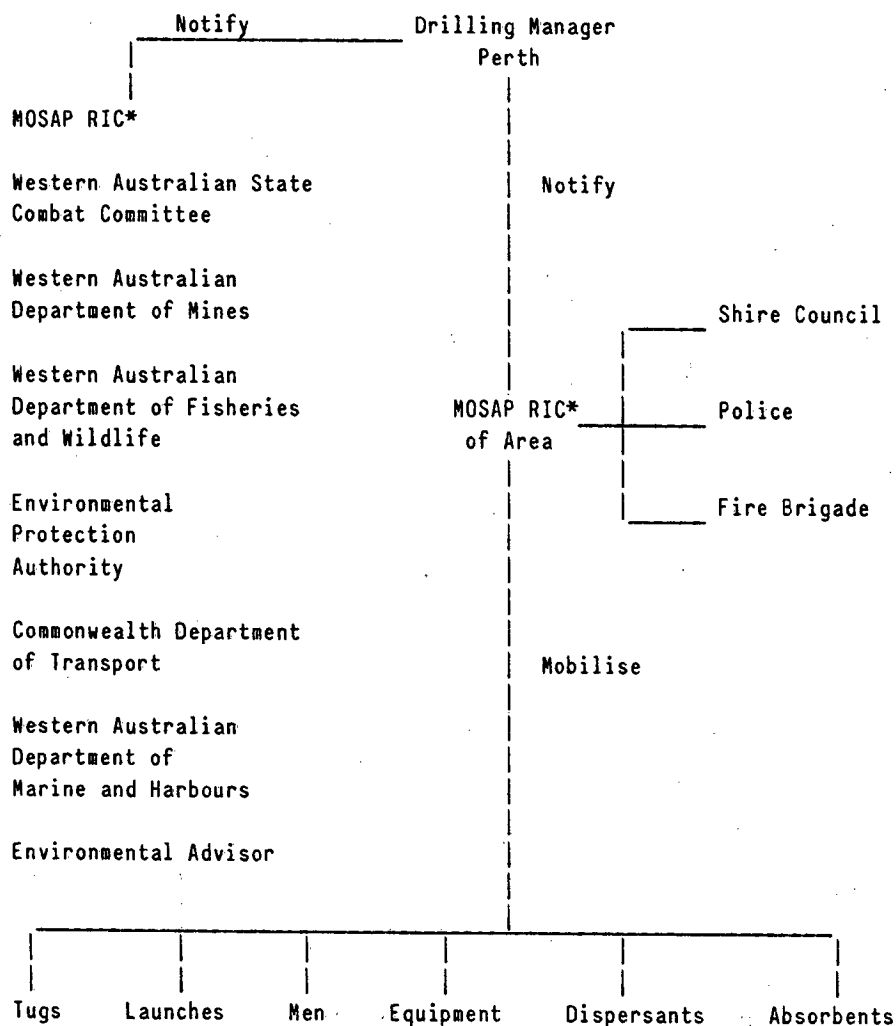 Notify
Drilling Manager
Perth
MOSAP RIC*
Western Australian State
Combat Committee
Notify
Western Australian
Department of Mines
Shire Council
Western Australian
Department of Fisheries
and Wildlife
MOSAP RIC*
of Area
Police
Environmental
Protection
Authority
Fire Brigade
Commonwealth Department
of Transport
Mobilise
Western Australian
Department of
Marine and Harbours
Environmental Advisor
Tugs Launches Men Equipment Dispersants Absorbents